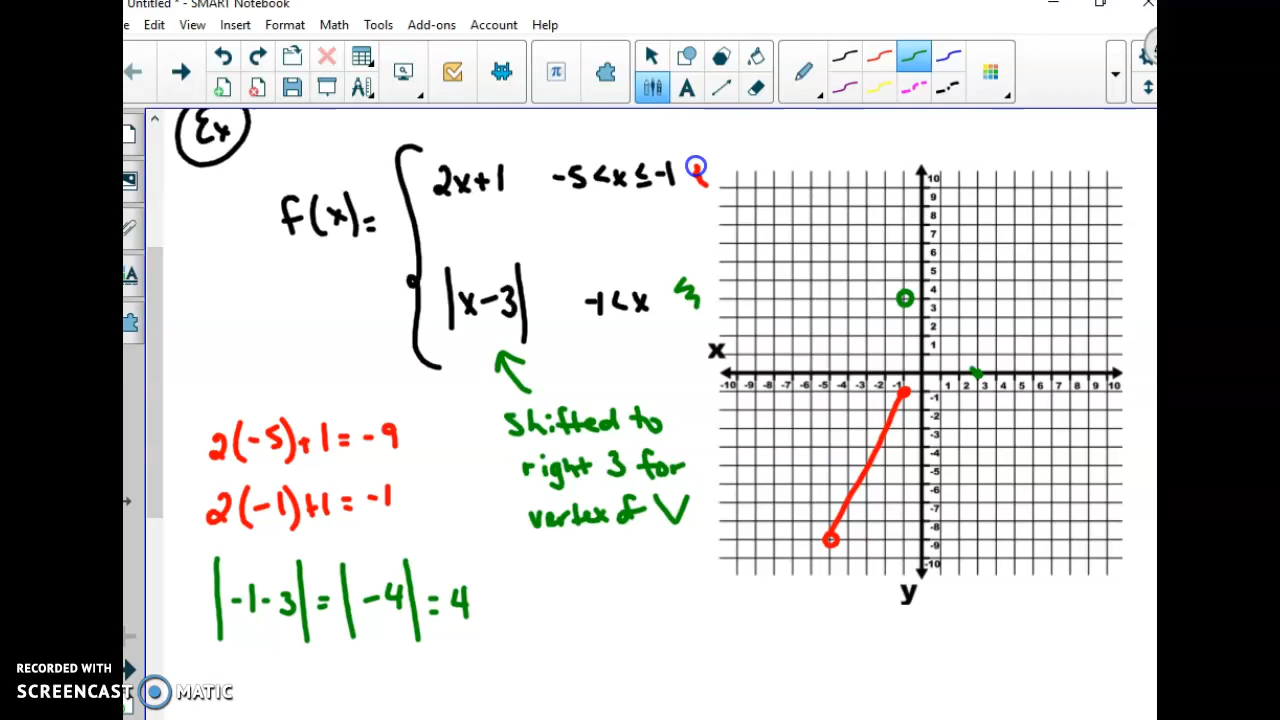 Untitled * - SMART Notebook
e Edit View Insert Format Math Tools Add-ons Account Help
π
A
A
Ex
f(x)=
2x+1 -5<x≤-1
|x-3| -1<x
shifted to
right 3 for
vertex of V
2(-5)+1=-9
2(-1)+1=-1
|-1-3|=|-4|=4
10
9
8
7
6
5
4
3
2
1
x
-10 -9 -8 -7 -6 -5 -4 -3 -2 -1 1 2 3 4 5 6 7 8 9 10
-1
-2
-3
-4
-5
-6
-7
-8
-9
-10
y
RECORDED WITH
SCREENCAST MATIC